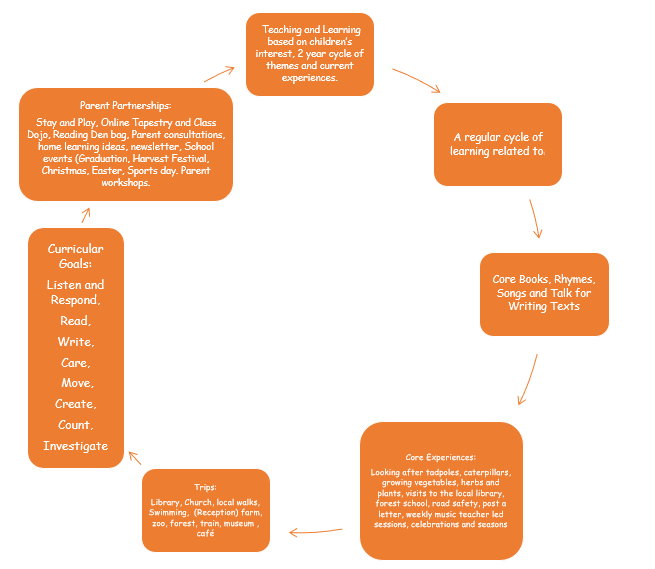 Teaching and Learning
based on children's
interest, 2 year cycle of
themes and current
experiences.
A regular cycle of
learning related to:
Core Books, Rhymes,
Songs and Talk for
Writing Texts
Core Experiences:
Looking after tadpoles, caterpillars,
growing vegetables, herbs and
plants, visits to the local library,
forest school, road safety, post a
letter, weekly music teacher led
sessions, celebrations and seasons
Trips:
Library, Church, local walks,
Swimming, (Reception) farm,
zoo, forest, train, museum ,
café
Curricular
Goals:
Listen and
Respond,
Read,
Write,
Care,
Move,
Create,
Count,
Investigate
Parent Partnerships:
Stay and Play, Online Tapestry and Class
Dojo, Reading Den bag, Parent consultations,
home learning ideas, newsletter, School
events (Graduation, Harvest Festival,
Christmas, Easter, Sports day. Parent
workshops.